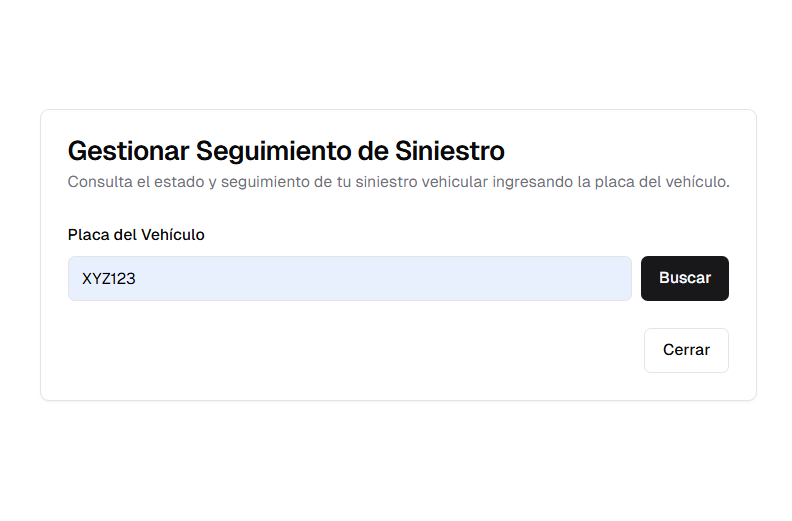 Gestionar Seguimiento de Siniestro
Consulta el estado y seguimiento de tu siniestro vehicular ingresando la placa del vehículo.
Placa del Vehículo
XYZ123
Buscar
Cerrar